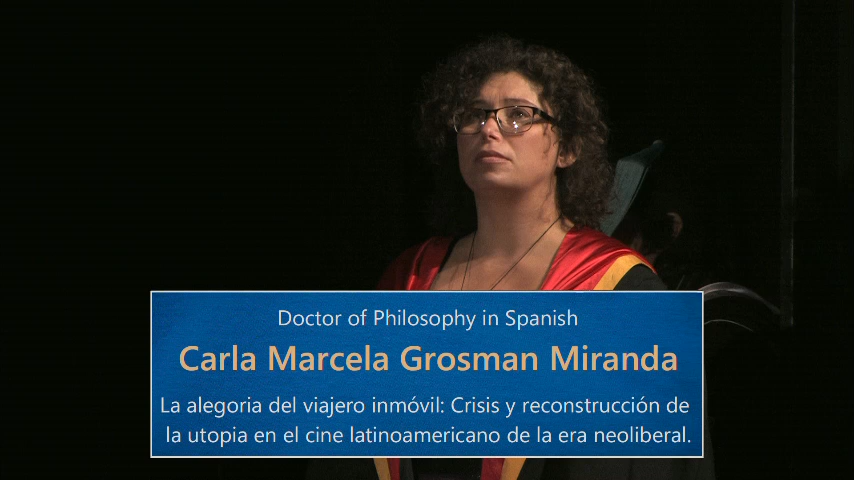 Doctor of Philosophy in Spanish
Carla Marcela Grosman Miranda
La alegoria del viajero inmóvil: Crisis y reconstrucción de
la utopia en el cine latinoamericano de la era neoliberal.